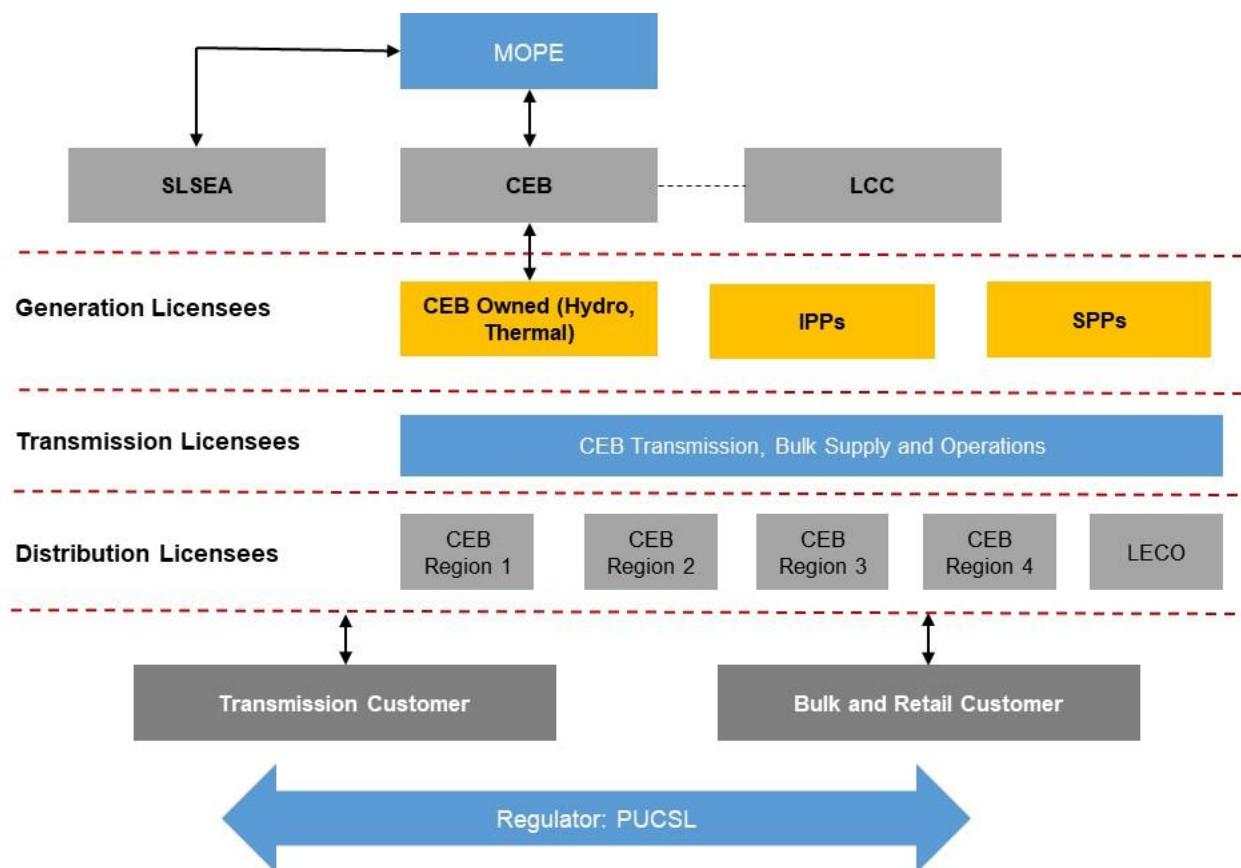 MOPE
SLSEA
CEB
LCC
Generation Licensees
CEB Owned (Hydro,
Thermal)
IPPs
SPPs
Transmission Licensees
CEB Transmission, Bulk Supply and Operations
Distribution Licensees
CEB
Region 1
CEB
Region 2
CEB
Region 3
CEB
Region 4
LECO
Transmission Customer
Bulk and Retail Customer
Regulator: PUCSL